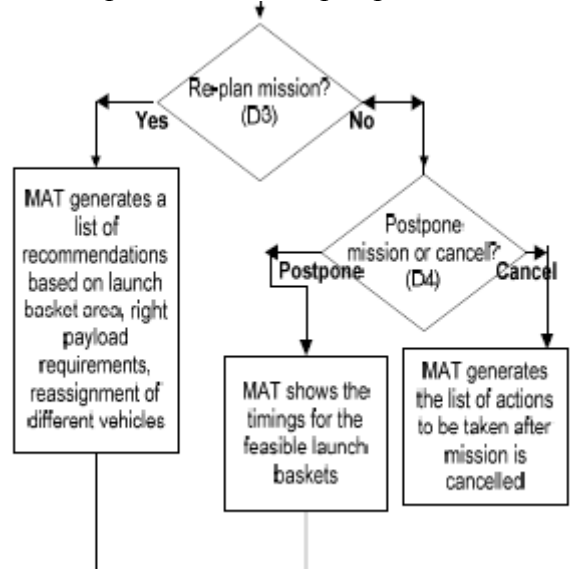 Re-plan mission?
(D3)
Yes
No
MAT generates a
list of
recommendations
based on launch
basket area, right
payload
requirements,
reassignment of
different vehicles
Postpone
mission or cancel?
(D4)
Postpone
Cancel
MAT shows the
timings for the
feasible launch
baskets
MAT generates
the list of actions
to be taken after
mission is
cancelled